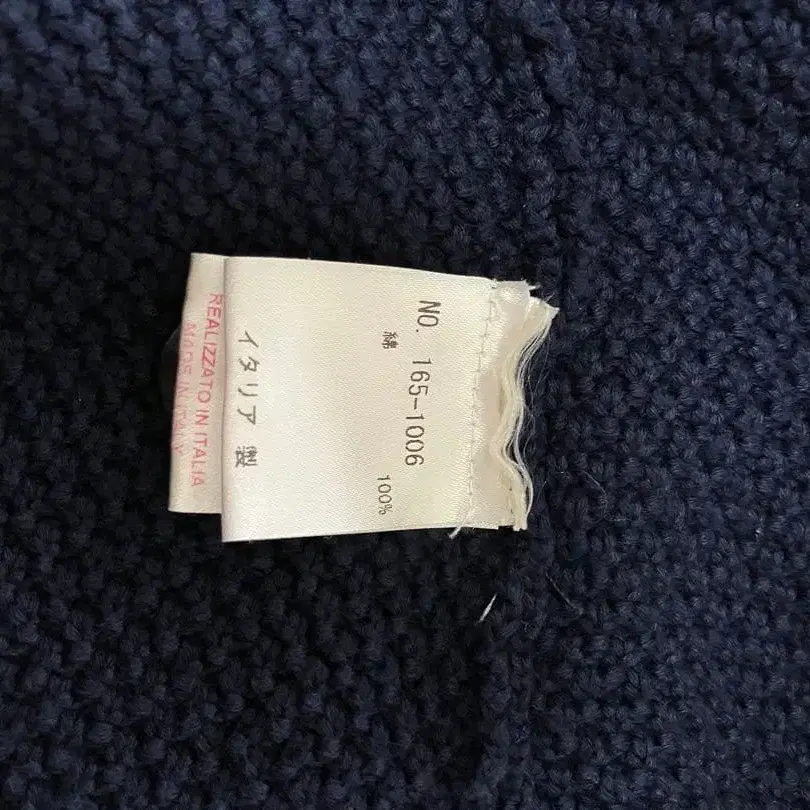 NO. 165-1006
綿 100%
イタリア製
REALIZZATO IN ITALIA
MADE IN ITALY